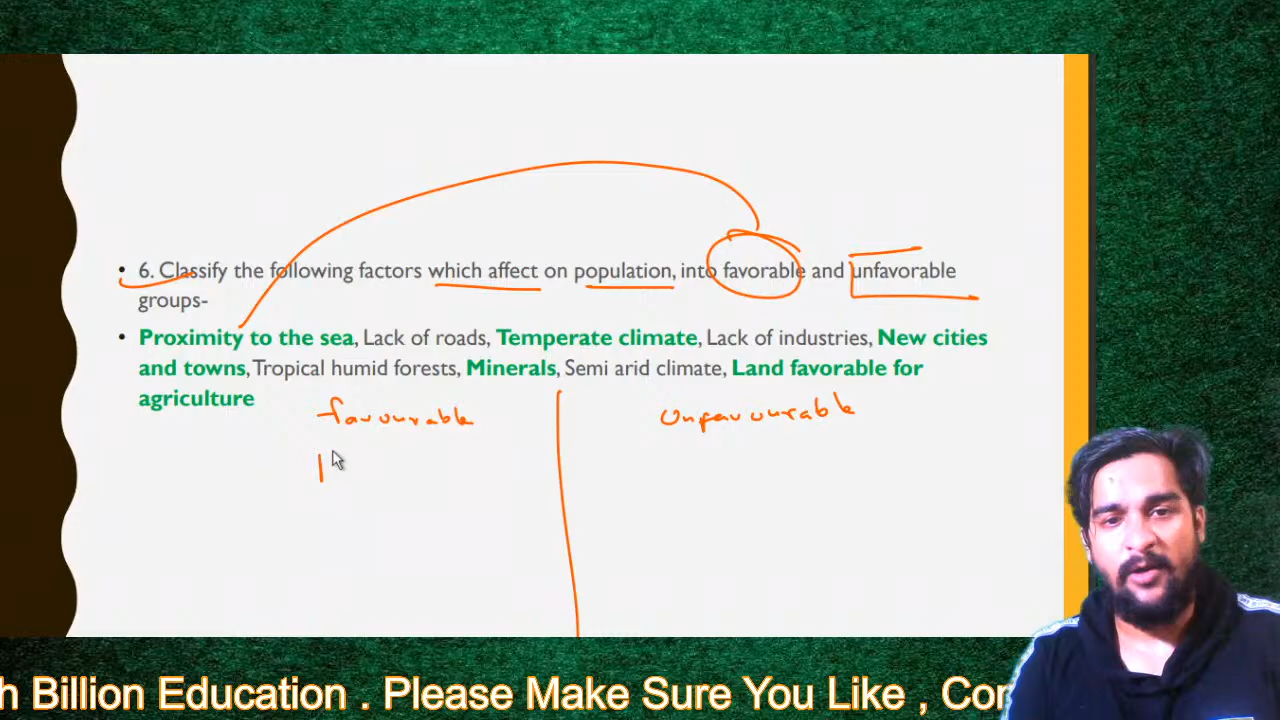 • 6. Classify the following factors which affect on population, into favorable and unfavorable
groups-
• Proximity to the sea, Lack of roads, Temperate climate, Lack of industries, New cities
and towns, Tropical humid forests, Minerals, Semi arid climate, Land favorable for
agriculture
favourable
Unfavourable
h Billion Education . Please Make Sure You Like , Con